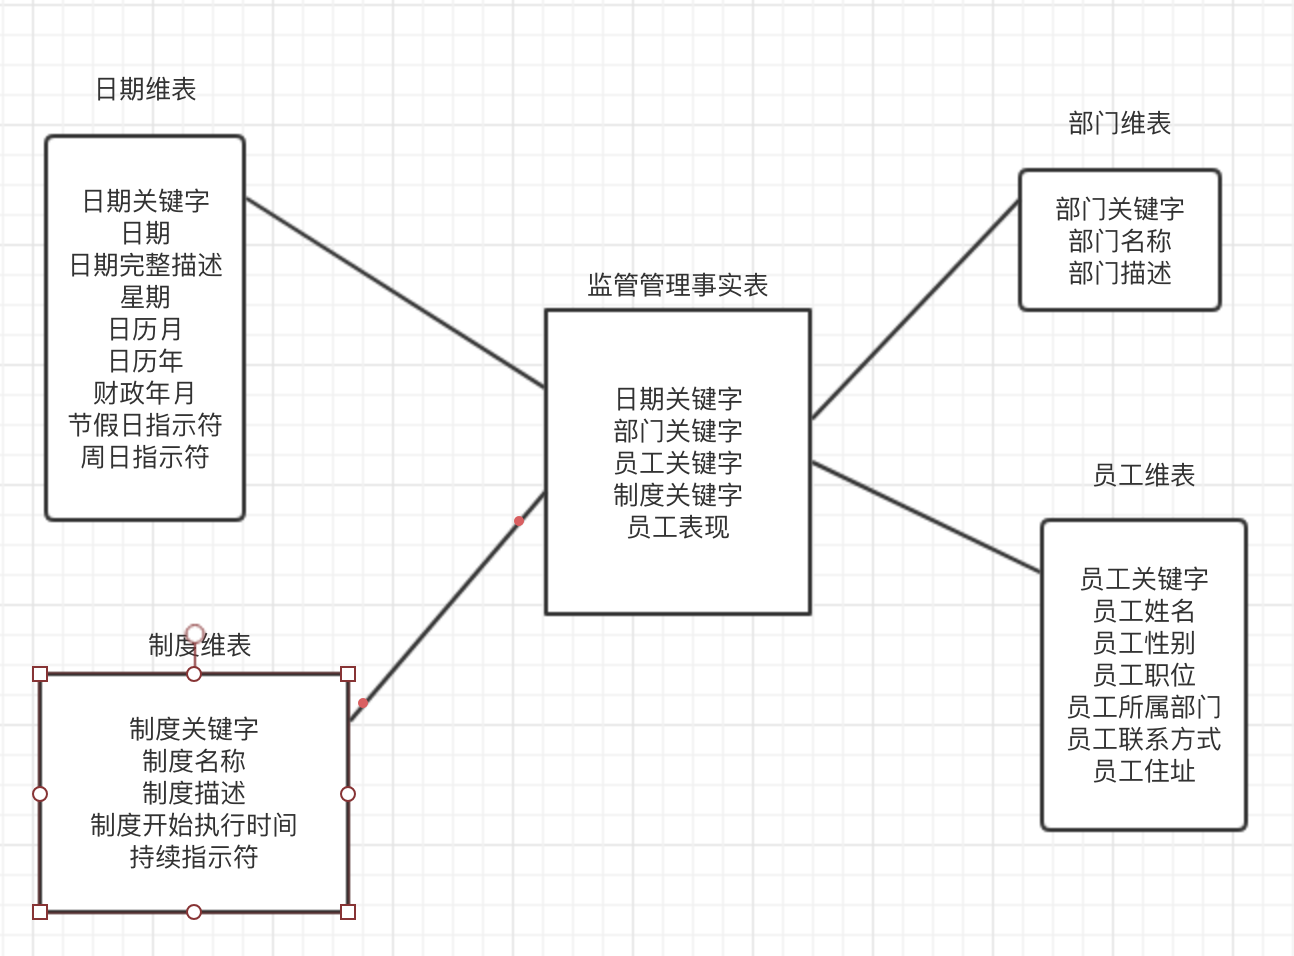 日期维表
日期关键字
日期
日期完整描述
星期
日历月
日历年
财政年月
节假日指示符
周日指示符
监管管理事实表
日期关键字
部门关键字
员工关键字
制度关键字
员工表现
部门维表
部门关键字
部门名称
部门描述
员工维表
员工关键字
员工姓名
员工性别
员工职位
员工所属部门
员工联系方式
员工住址
制度维表
制度关键字
制度名称
制度描述
制度开始执行时间
持续指示符